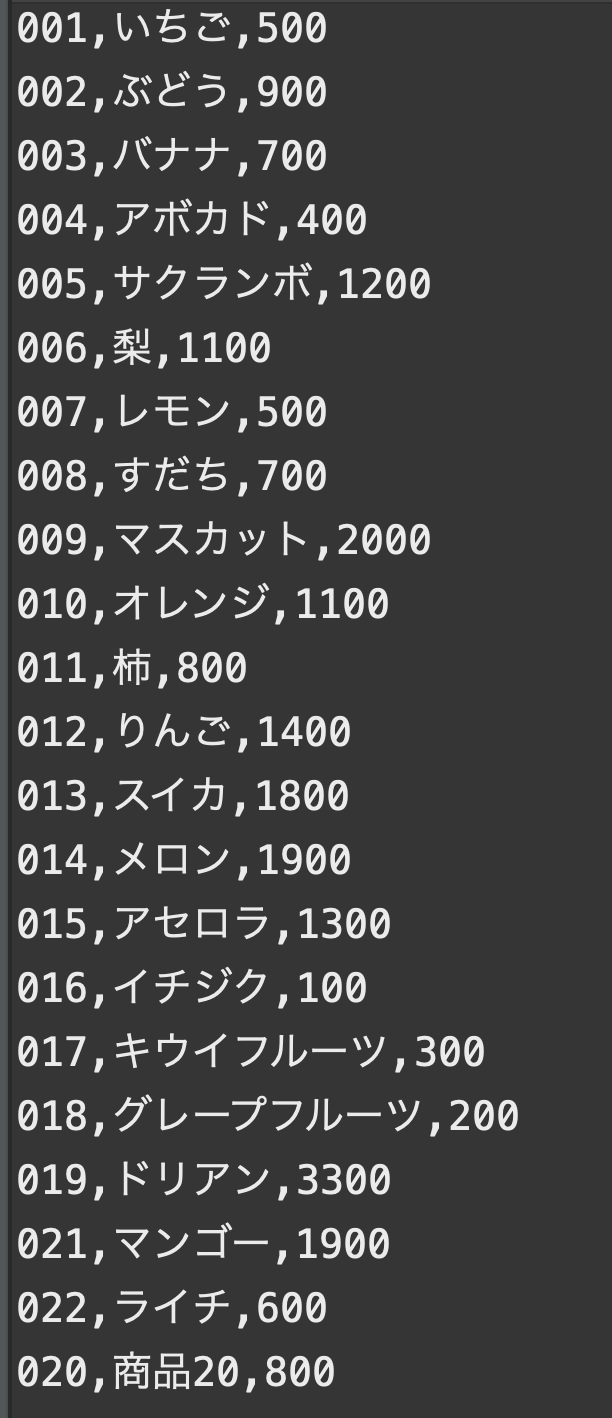 001,いちご,500
002,ぶどう,900
003,バナナ,700
004,アボカド,400
005,サクランボ,1200
006,梨,1100
007,レモン,500
008,すだち,700
009,マスカット,2000
010,オレンジ,1100
011,柿,800
012,りんご,1400
013,スイカ,1800
014,メロン,1900
015,アセロラ,1300
016,イチジク,100
017,キウイフルーツ,300
018,グレープフルーツ,200
019,ドリアン,3300
021,マンゴー,1900
022,ライチ,600
020,商品20,800